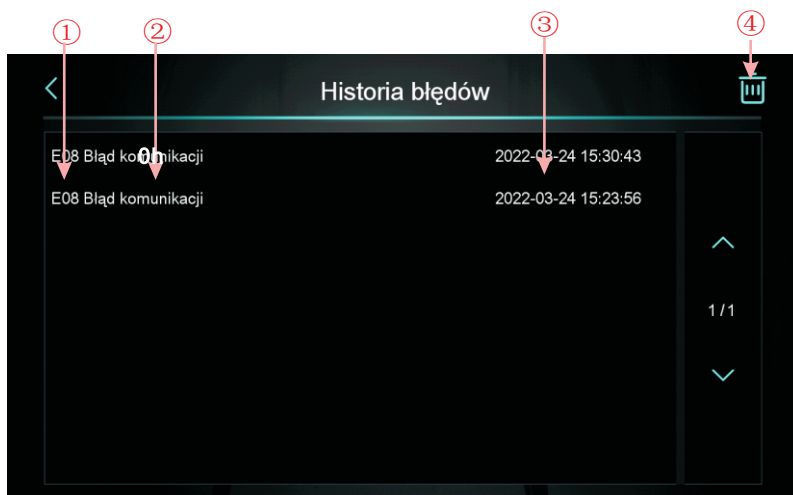 ① ② ③ ④
Historia błędów
E08 Błąd komunikacji 0h 2022-03-24 15:30:43
E08 Błąd komunikacji 2022-03-24 15:23:56
1/1